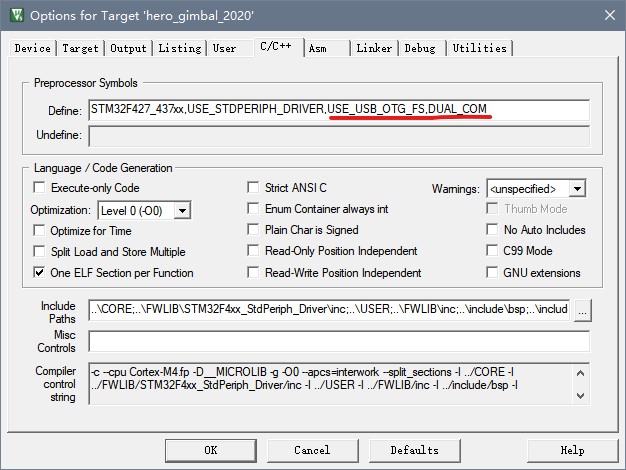 Options for Target 'hero_gimbal_2020'
Device Target Output Listing User C/C++ Asm Linker Debug Utilities
Preprocessor Symbols
Define: STM32F427_437xx,USE_STDPERIPH_DRIVER,USE_USB_OTG_FS,DUAL_COM
Undefine:
Language / Code Generation
Execute-only Code Strict ANSI C Warnings: <unspecified>
Optimization: Level 0 (-O0) Enum Container always int Thumb Mode
Optimize for Time Plain Char is Signed No Auto Includes
Split Load and Store Multiple Read-Only Position Independent C99 Mode
One ELF Section per Function Read-Write Position Independent GNU extensions
Include Paths ..\CORE;..\FWLIB\STM32F4xx_StdPeriph_Driver\inc;..\USER;..\FWLIB\inc;..\include\bsp;..\includ ...
Misc Controls
Compiler control string -c --cpu Cortex-M4.fp -D__MICROLIB -g -O0 --apcs=interwork --split_sections -I ../CORE -I
../FWLIB/STM32F4xx_StdPeriph_Driver/inc -I ../USER -I ../FWLIB/inc -I ../include/bsp -I
OK Cancel Defaults Help